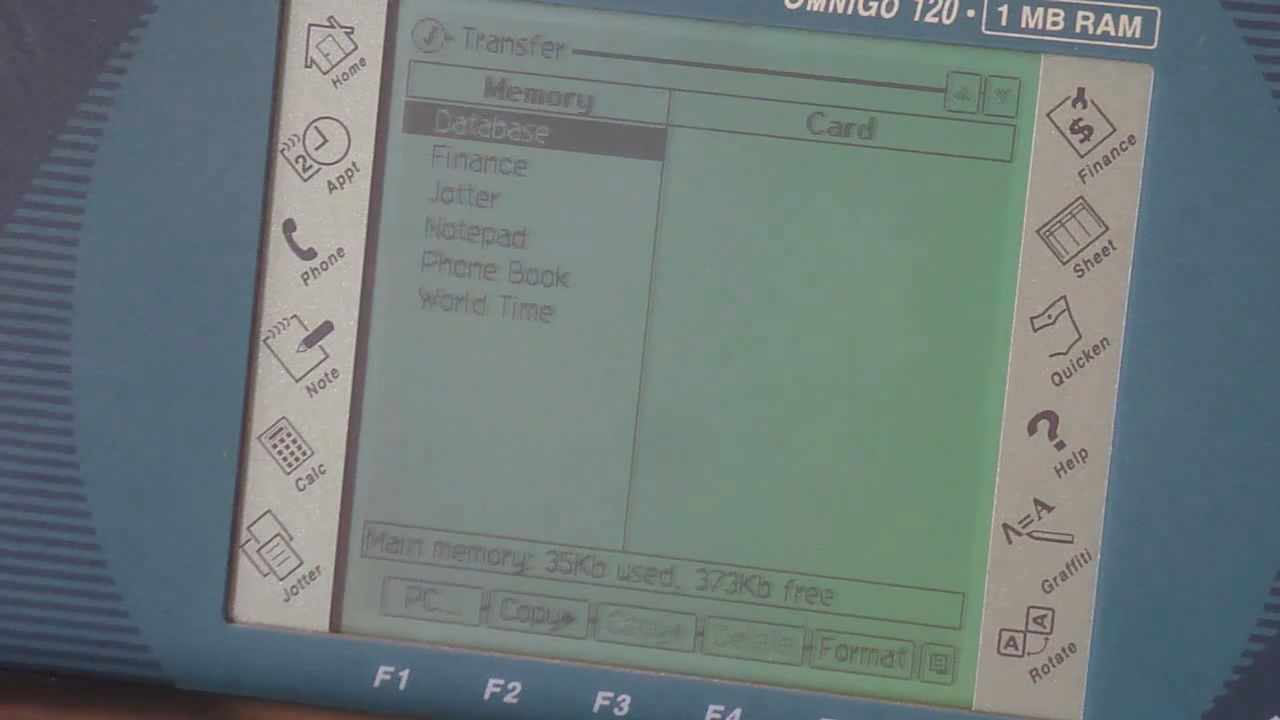 OMNIGO 120 • 1 MB RAM
Transfer
Memory
Card
Database
Finance
Jotter
Notepad
Phone Book
World Time
Main memory: 35Kb used, 373Kb free
PC... Copy Format
F1 F2 F3 F4
Home
2
Appt
Phone
Note
Calc
Jotter
$
Finance
Sheet
Quicken
?
Help
Λ=A
Graffiti
A A
Rotate